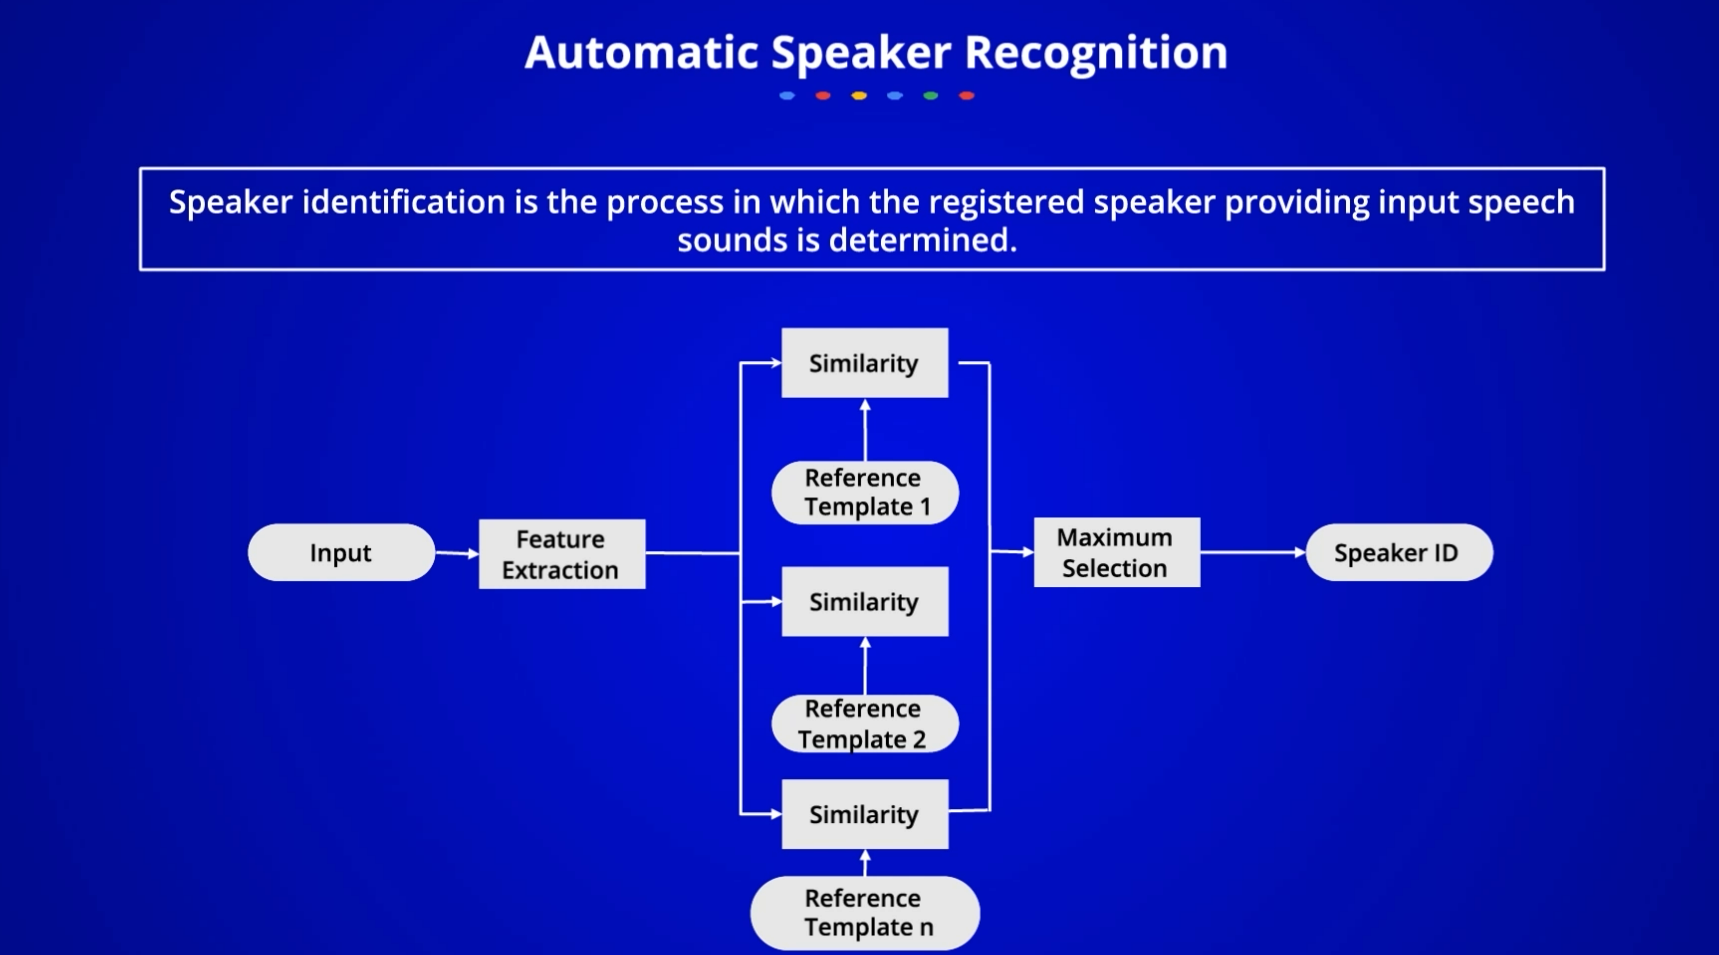 Automatic Speaker Recognition
Speaker identification is the process in which the registered speaker providing input speech
sounds is determined.
Similarity
Reference
Template 1
Input
Feature
Extraction
Similarity
Reference
Template 2
Similarity
Reference
Template n
Maximum
Selection
Speaker ID